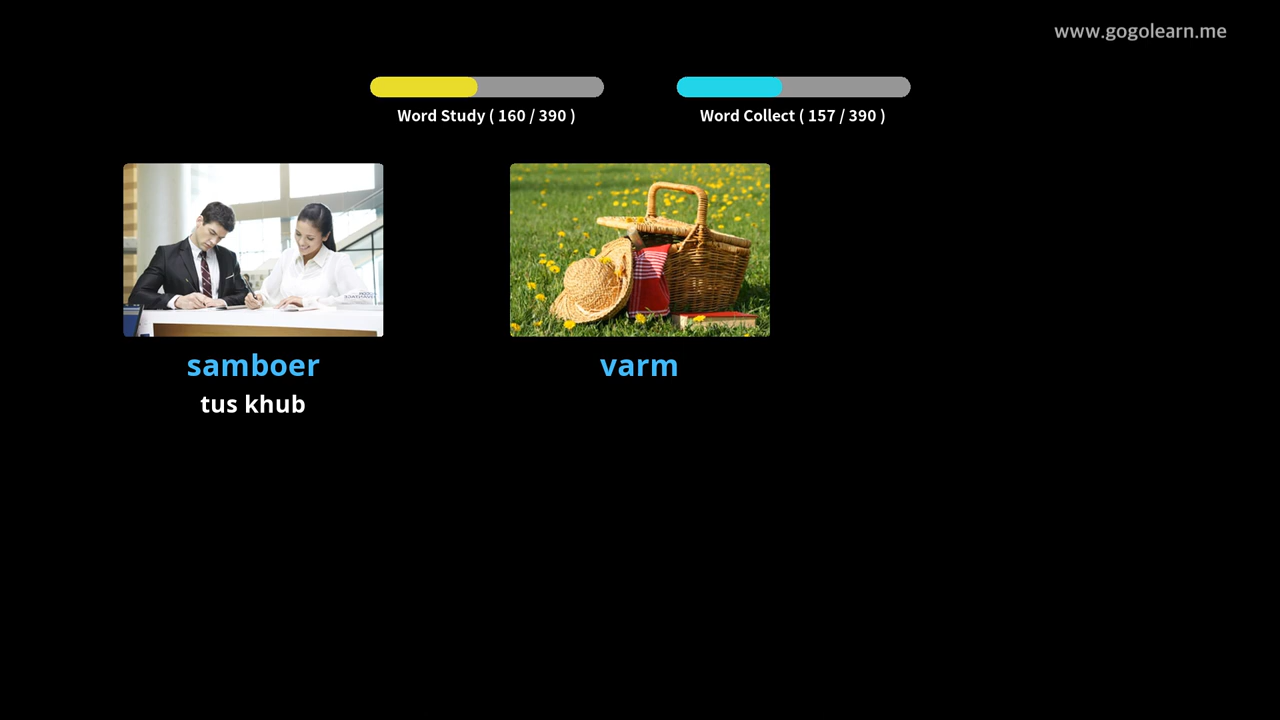 www.gogolearn.me
Word Study ( 160 / 390 )
Word Collect ( 157 / 390 )
samboer
varm
tus khub